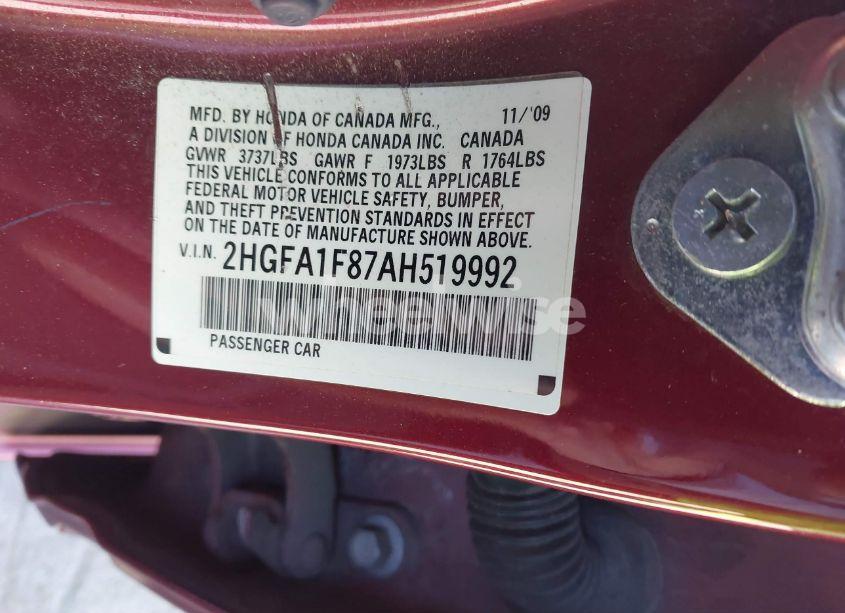 MFD. BY HONDA OF CANADA MFG., 11/'09
A DIVISION OF HONDA CANADA INC. CANADA
GVWR 3737LBS GAWR F 1973LBS R 1764LBS
THIS VEHICLE CONFORMS TO ALL APPLICABLE
FEDERAL MOTOR VEHICLE SAFETY, BUMPER,
AND THEFT PREVENTION STANDARDS IN EFFECT
ON THE DATE OF MANUFACTURE SHOWN ABOVE.
V.I.N. 2HGFA1F87AH519992
wheelwise
PASSENGER CAR